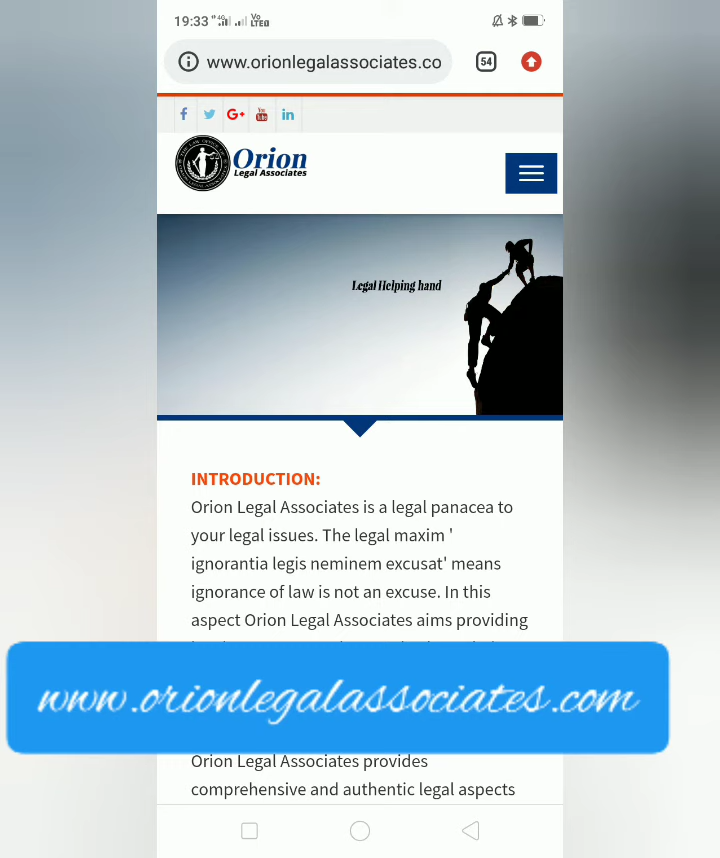 19:33
www.orionlegalassociates.co
54
Orion
Legal Associates
Legal Helping hand
INTRODUCTION:
Orion Legal Associates is a legal panacea to
your legal issues. The legal maxim '
ignorantia legis neminem excusat' means
ignorance of law is not an excuse. In this
aspect Orion Legal Associates aims providing
www.orionlegalassociates.com
Orion Legal Associates provides
comprehensive and authentic legal aspects